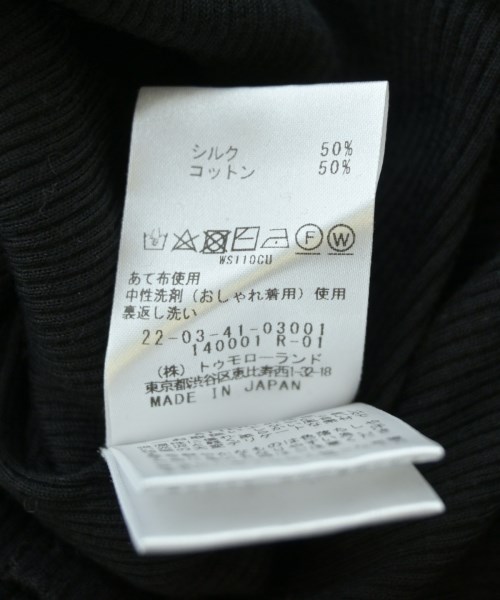 シルク 50%
コットン 50%
F W
WS110CU
あて布使用
中性洗剤（おしゃれ着用）使用
裏返し洗い
22-03-41-03001
140001 R-01
（株）トゥモローランド
東京都渋谷区恵比寿西1-32-18
MADE IN JAPAN